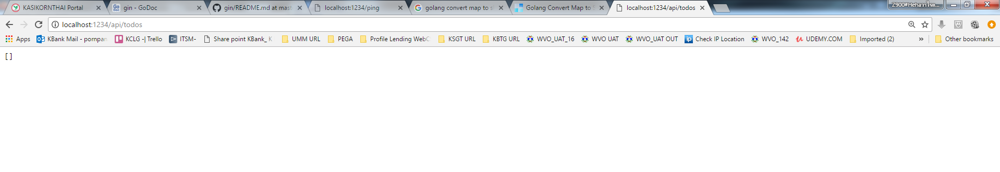 KASIKORNTHAI Portal
gin - GoDoc
gin/README.md at mast
localhost:1234/ping
golang convert map to sl
Golang Convert Map to S
localhost:1234/api/todos
localhost:1234/api/todos
Apps
KBank Mail - pornpan
KCLG -| Trello
ITSM-
Share point KBank_ K
UMM URL
PEGA
Profile Lending WebC
KSGT URL
KBTG URL
WVO_UAT_16
WVO UAT
WVO_UAT OUT
Check IP Location
WVO_142
UDEMY.COM
Imported (2)
»
Other bookmarks
[]